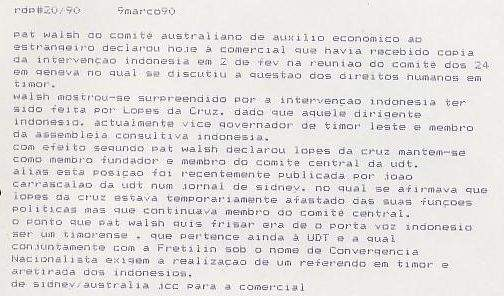 rdp#20/90 9marco90
pat walsh do comité australiano de auxilio economico ao
estrangeiro declarou hoje à comercial que havia recebido copia
da intervençao indonesia em 2 de fev na reuniao do comite dos 24
em geneva no qual se discutiu a questao dos direitos humanos em
timor.
walsh mostrou-se surpreendido por a intervençao indonesia ter
sido feita por Lopes da Cruz, dado que aquele dirigente
indonesio, actualmente vice governador de timor leste e membro
da assembleia consultiva indonesia.
com efeito segundo pat walsh declarou lopes da cruz mantem-se
como membro fundador e membro do comite central da udt.
alias esta posiçao foi recentemente publicada por joao
carrascalao da udt num jornal de sidney, no qual se afirmava que
lopes da cruz estava temporariamente afastado das suas funçoes
politicas mas que continuava membro do comité central.
o ponto que pat walsh quis frisar era de o porta voz indonesio
ser um timorense , que pertence ainda à UDT e a qual
conjuntamente com a Fretilin sob o nome de Convergencia
Nacionalista exigem a realizaçao de um referendo em timor e
aretirada dos indonesios.
de sidney/australia jcc para a comercial